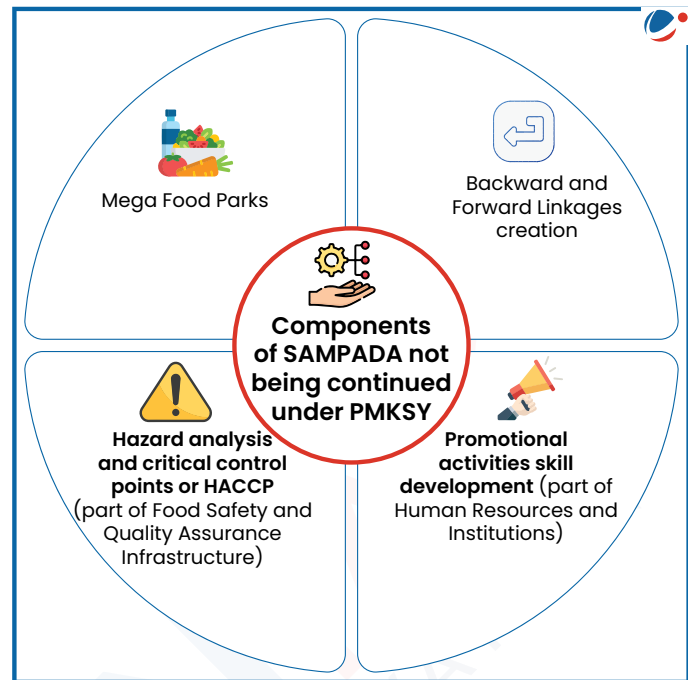 Mega Food Parks
Backward and
Forward Linkages
creation
Components
of SAMPADA not
being continued
under PMKSY
Hazard analysis
and critical control
points or HACCP
(part of Food Safety and
Quality Assurance
Infrastructure)
Promotional
activities skill
development (part of
Human Resources and
Institutions)